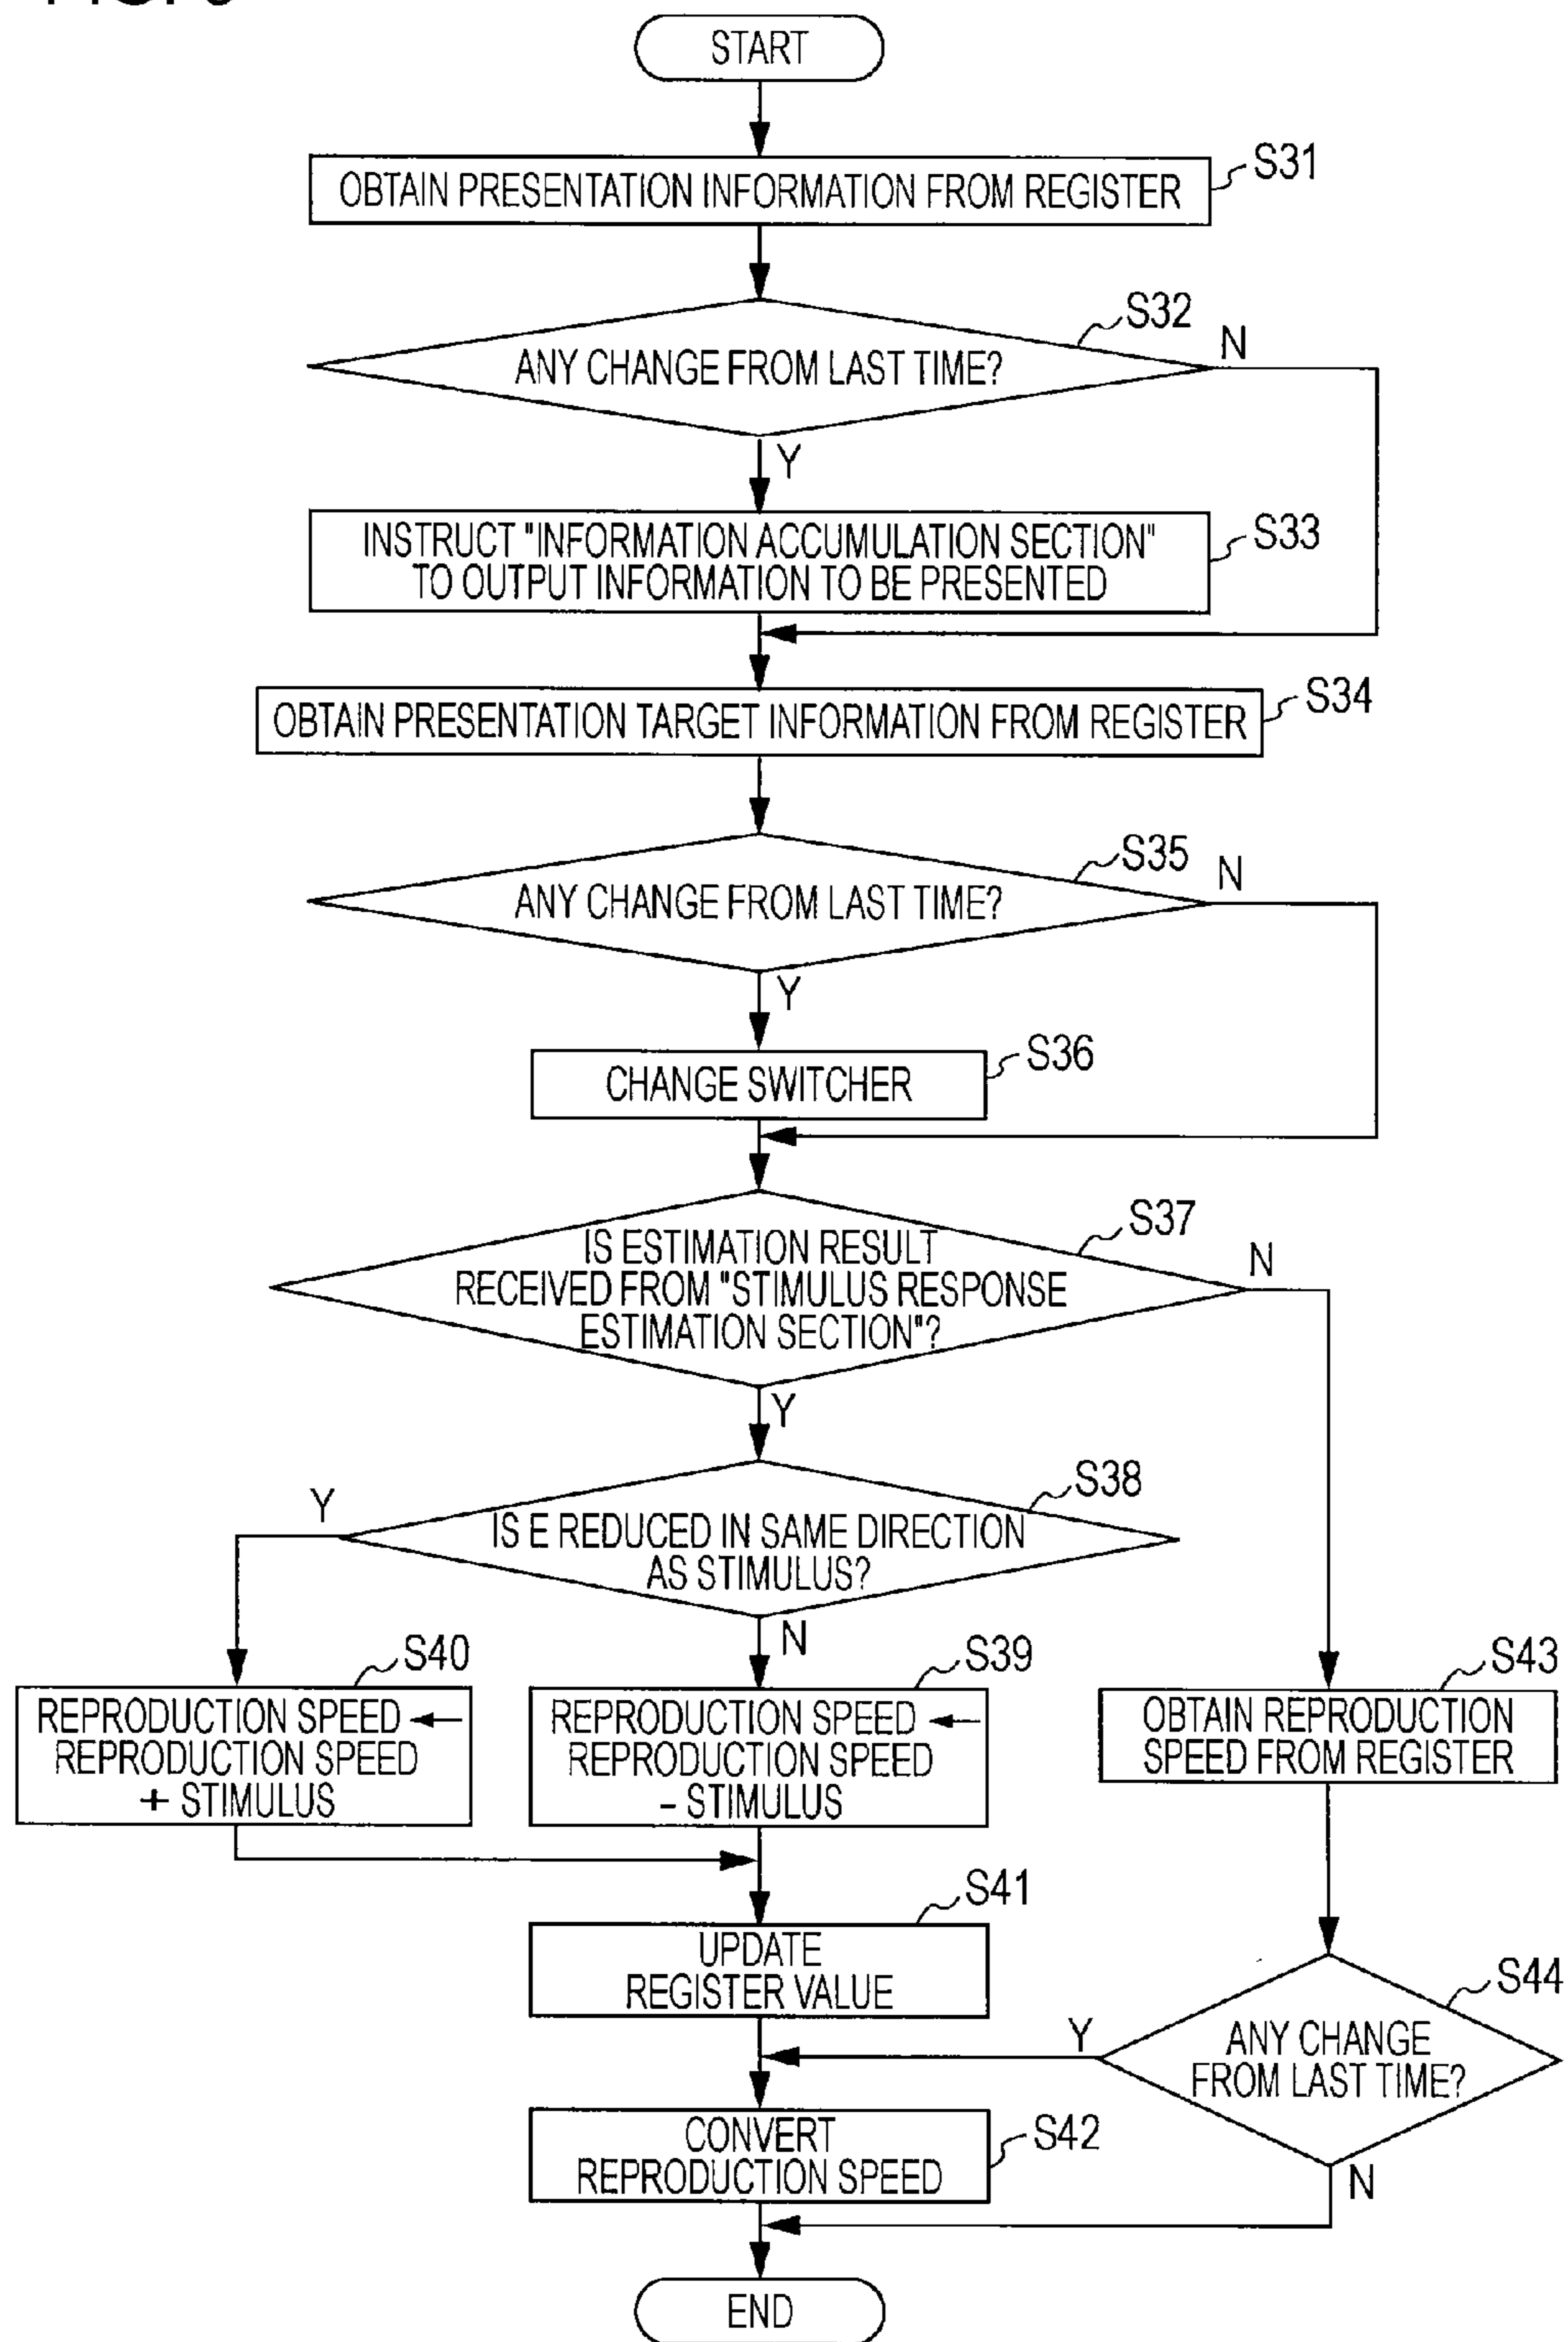 START
OBTAIN PRESENTATION INFORMATION FROM REGISTER
S31
S32
ANY CHANGE FROM LAST TIME?
N
Y
INSTRUCT "INFORMATION ACCUMULATION SECTION"
TO OUTPUT INFORMATION TO BE PRESENTED
S33
OBTAIN PRESENTATION TARGET INFORMATION FROM REGISTER
S34
S35
ANY CHANGE FROM LAST TIME?
N
Y
CHANGE SWITCHER
S36
S37
IS ESTIMATION RESULT
RECEIVED FROM "STIMULUS RESPONSE
ESTIMATION SECTION"?
N
Y
S38
IS E REDUCED IN SAME DIRECTION
AS STIMULUS?
Y
N
S40
REPRODUCTION SPEED ←
REPRODUCTION SPEED
+ STIMULUS
S39
REPRODUCTION SPEED ←
REPRODUCTION SPEED
– STIMULUS
S43
OBTAIN REPRODUCTION
SPEED FROM REGISTER
S41
UPDATE
REGISTER VALUE
S44
ANY CHANGE
FROM LAST TIME?
Y
N
CONVERT
REPRODUCTION SPEED
S42
END